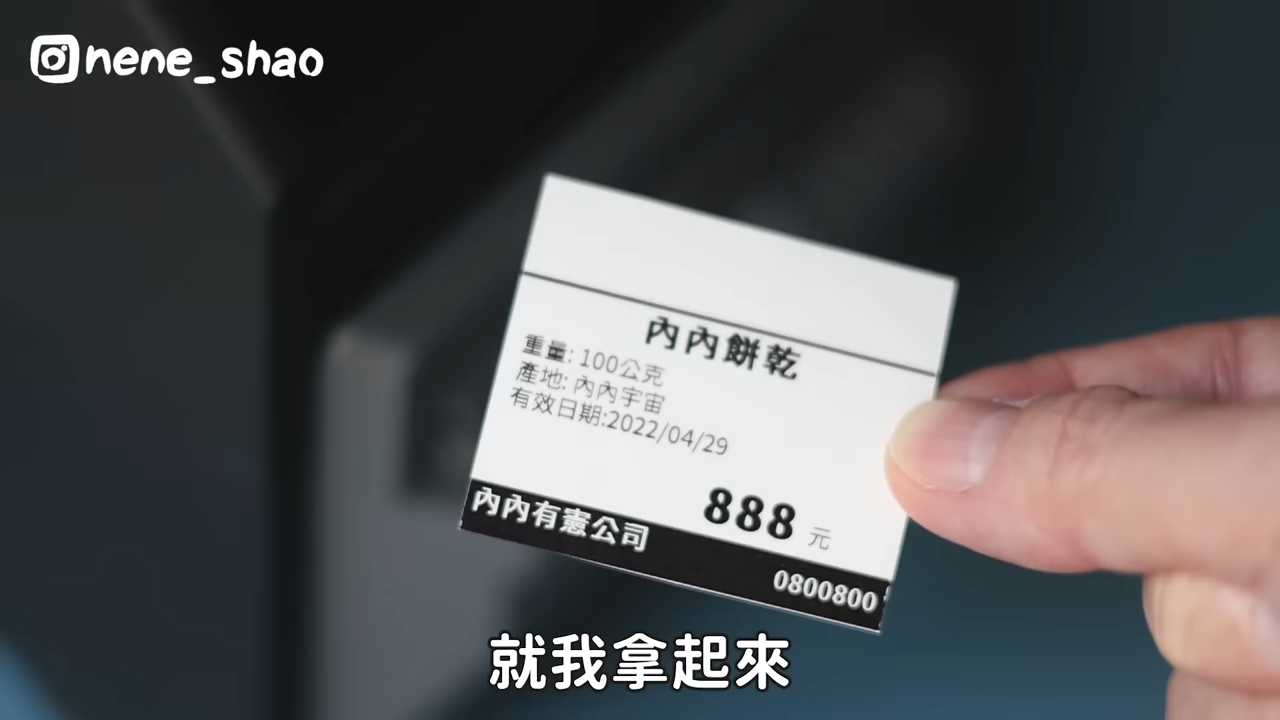 nene_shao
內內餅乾
重量: 100公克
產地: 內內宇宙
有效日期:2022/04/29
888 元
內內有憲公司
0800800
就我拿起來